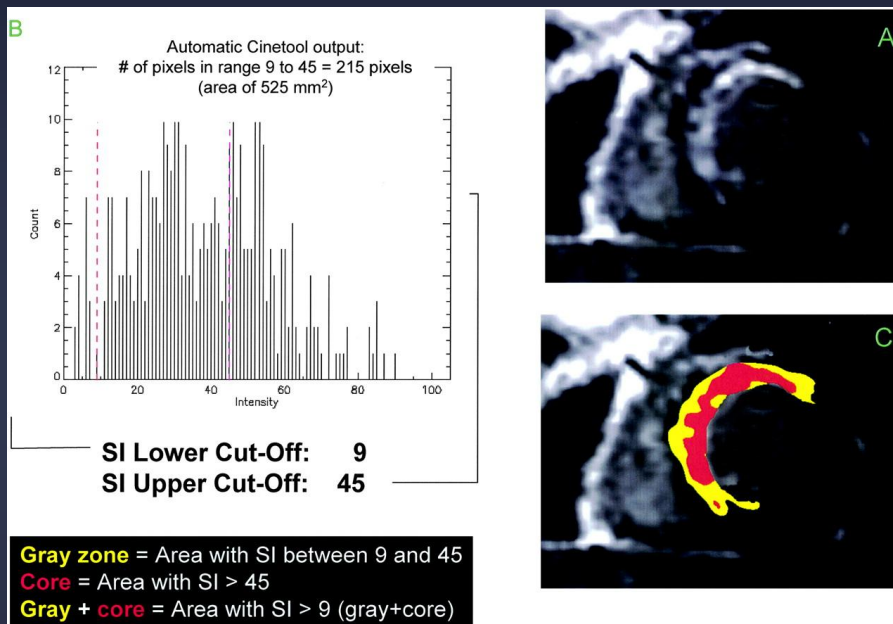 B
Automatic Cinetool output:
# of pixels in range 9 to 45 = 215 pixels
(area of 525 mm²)
12
10
8
6
4
2
0
Count
0 20 40 60 80 100
Intensity
SI Lower Cut-Off: 9
SI Upper Cut-Off: 45
Gray zone = Area with SI between 9 and 45
Core = Area with SI > 45
Gray + core = Area with SI > 9 (gray+core)
A
C